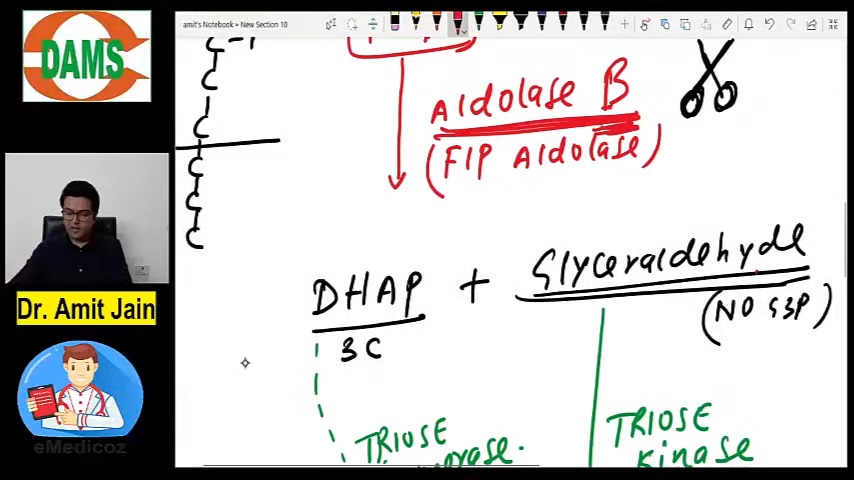 amit's Notebook > New Section 10
DAMS
C
C
C
C
C
C
Aldolase B
(F1P Aldolase)
DHAP + Glyceraldehyde
3C
(NO G3P)
TRIOSE
TRIOSE
kinase
Dr. Amit Jain
eMedicoz